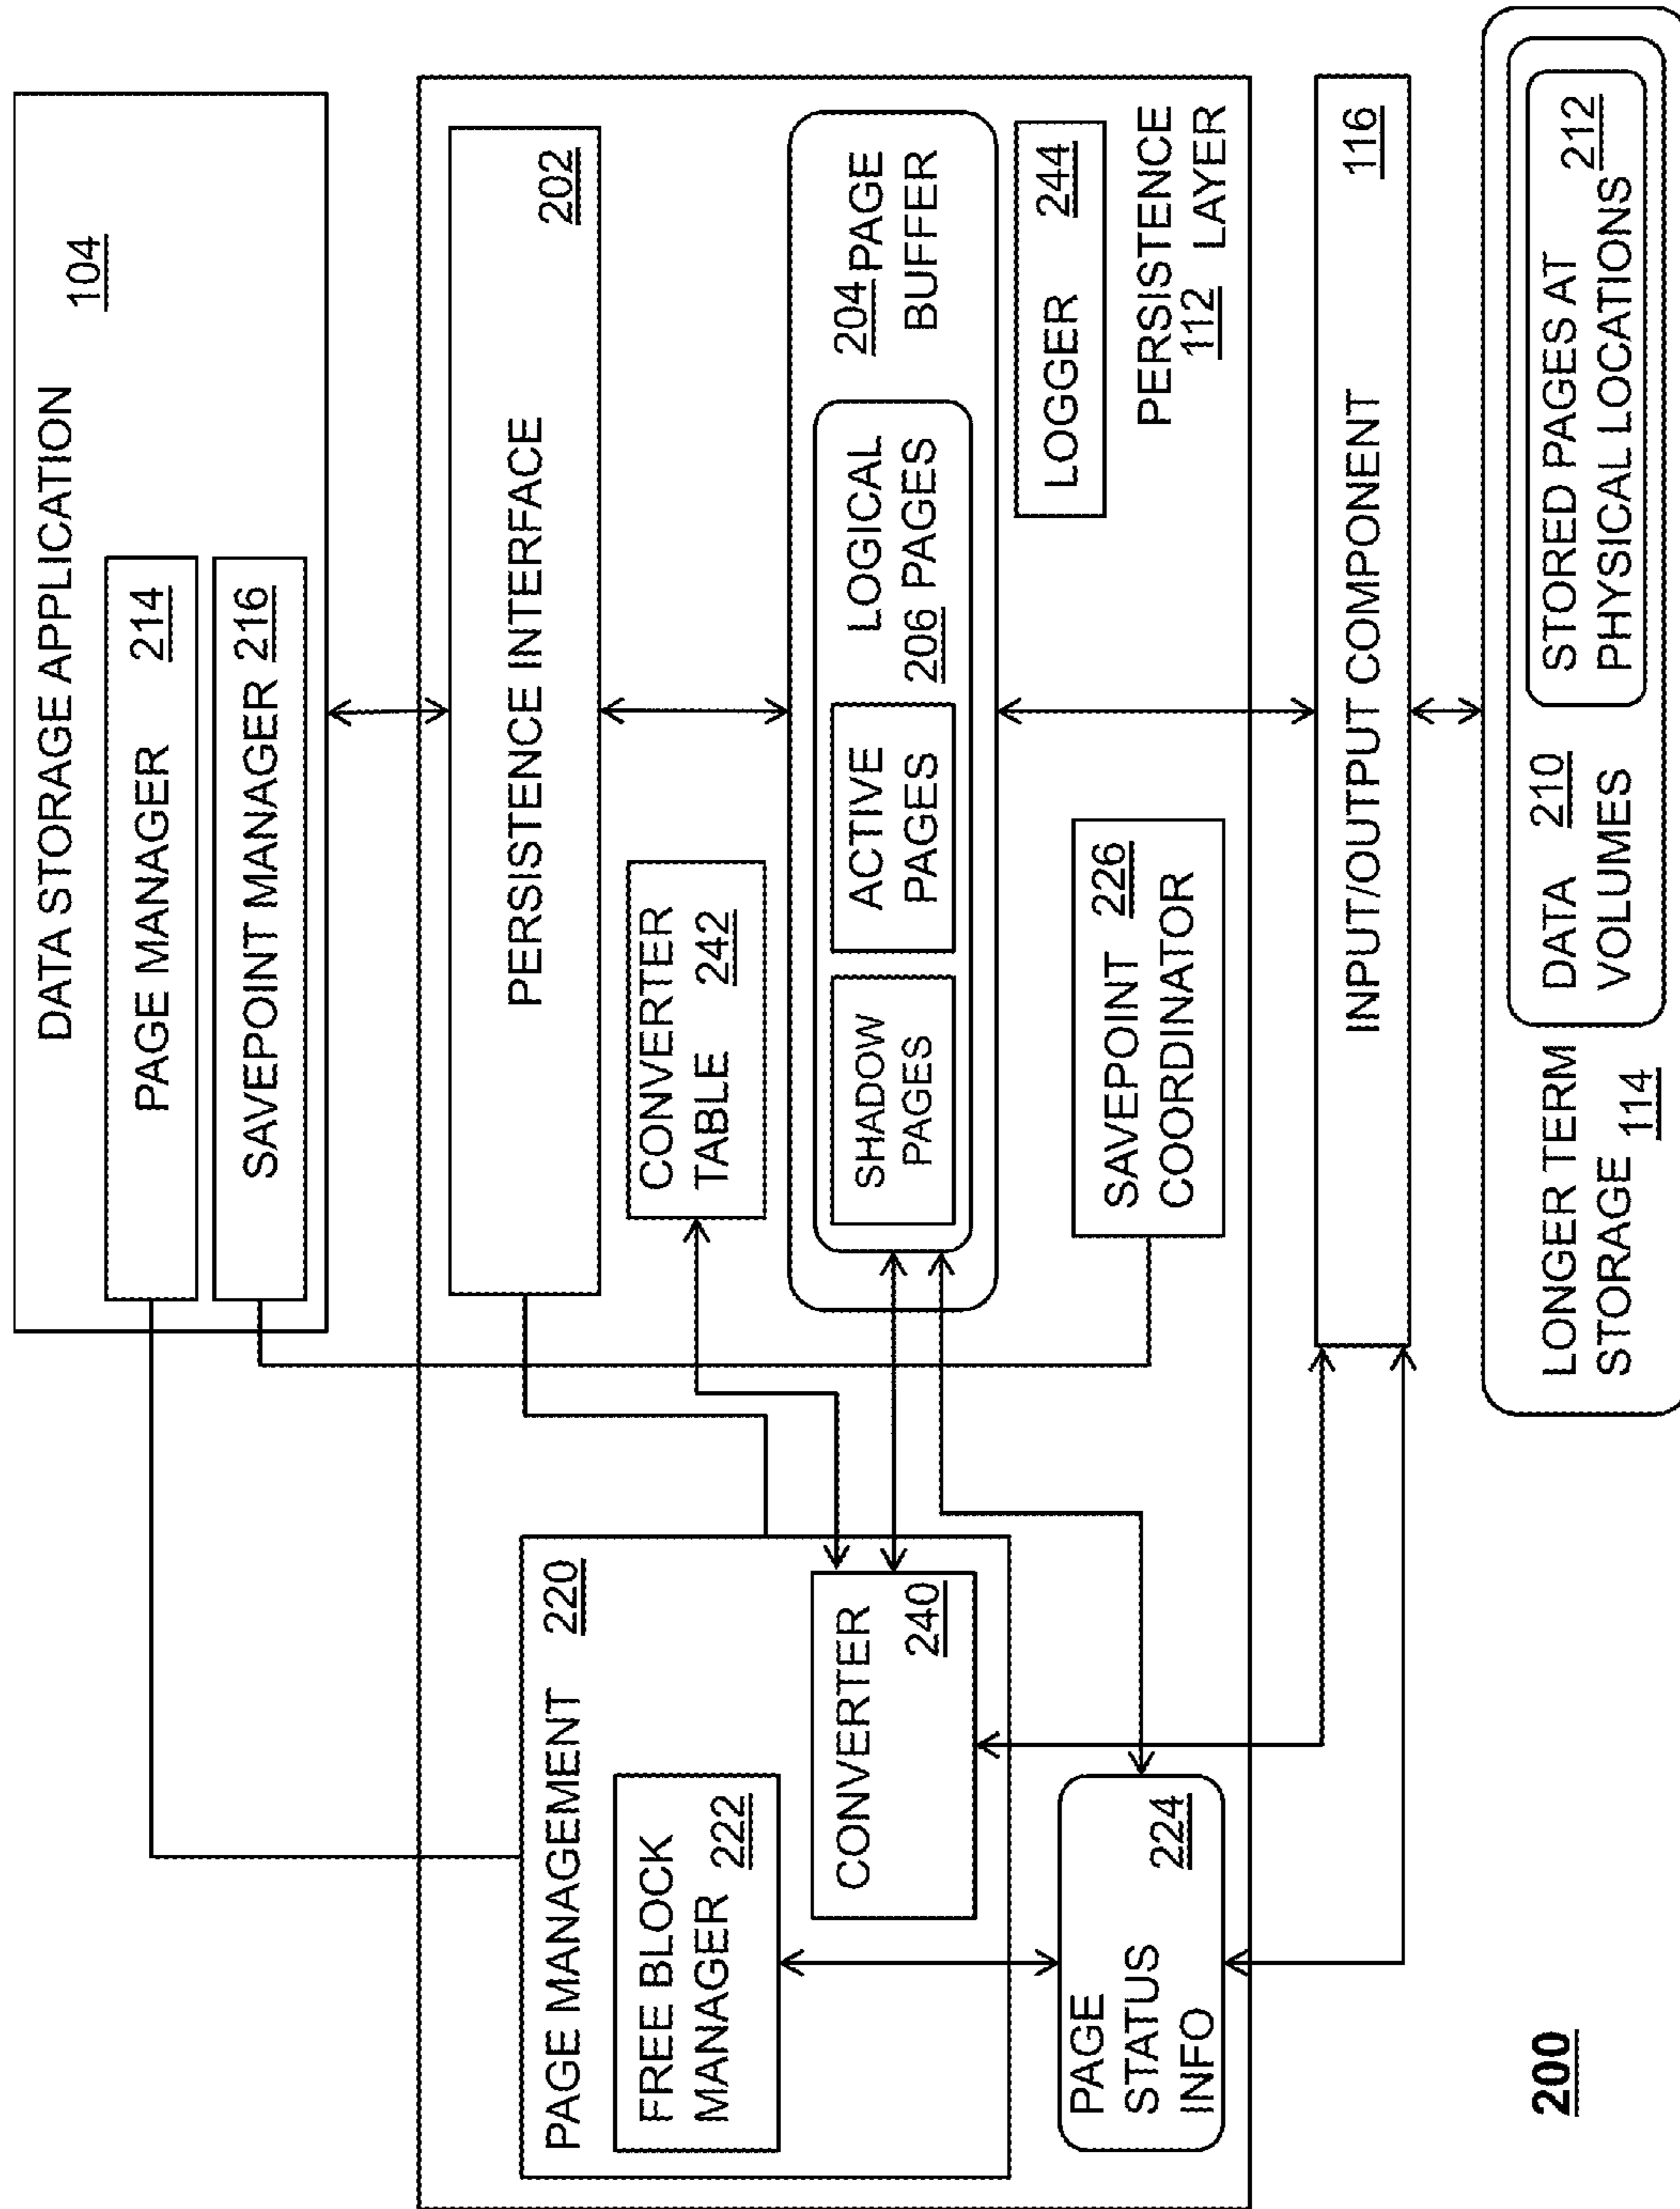 DATA STORAGE APPLICATION
104
PAGE MANAGER 214
SAVEPOINT MANAGER 216
PERSISTENCE INTERFACE 202
PAGE MANAGEMENT 220
FREE BLOCK
MANAGER 222
CONVERTER
240
CONVERTER
TABLE 242
204 PAGE
BUFFER
LOGICAL
206 PAGES
SHADOW
PAGES
ACTIVE
PAGES
PAGE
STATUS
INFO 224
SAVEPOINT 226
COORDINATOR
LOGGER 244
PERSISTENCE
112 LAYER
INPUT/OUTPUT COMPONENT 116
LONGER TERM
STORAGE 114
DATA 210
VOLUMES
STORED PAGES AT
PHYSICAL LOCATIONS 212
200